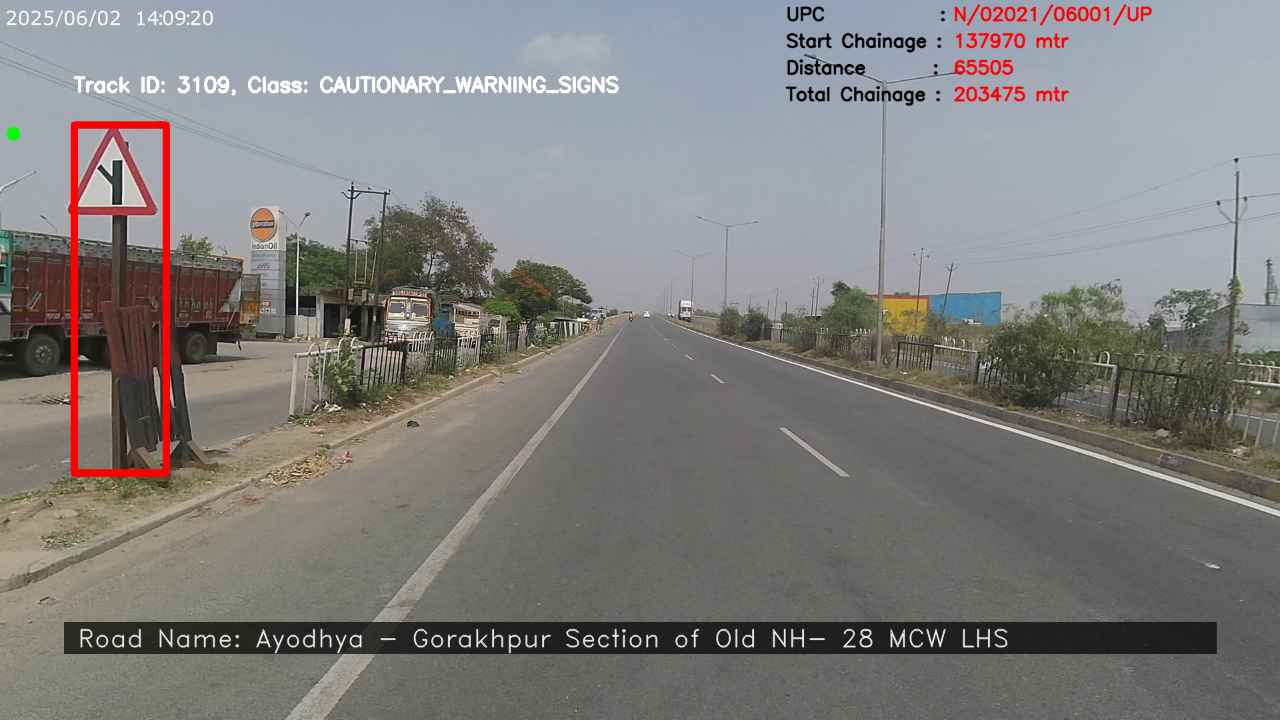 2025/06/02 14:09:20
UPC : N/02021/06001/UP
Start Chainage : 137970 mtr
Distance : 65505
Total Chainage : 203475 mtr
Track ID: 3109, Class: CAUTIONARY_WARNING_SIGNS
IndianOil
Road Name: Ayodhya - Gorakhpur Section of Old NH- 28 MCW LHS